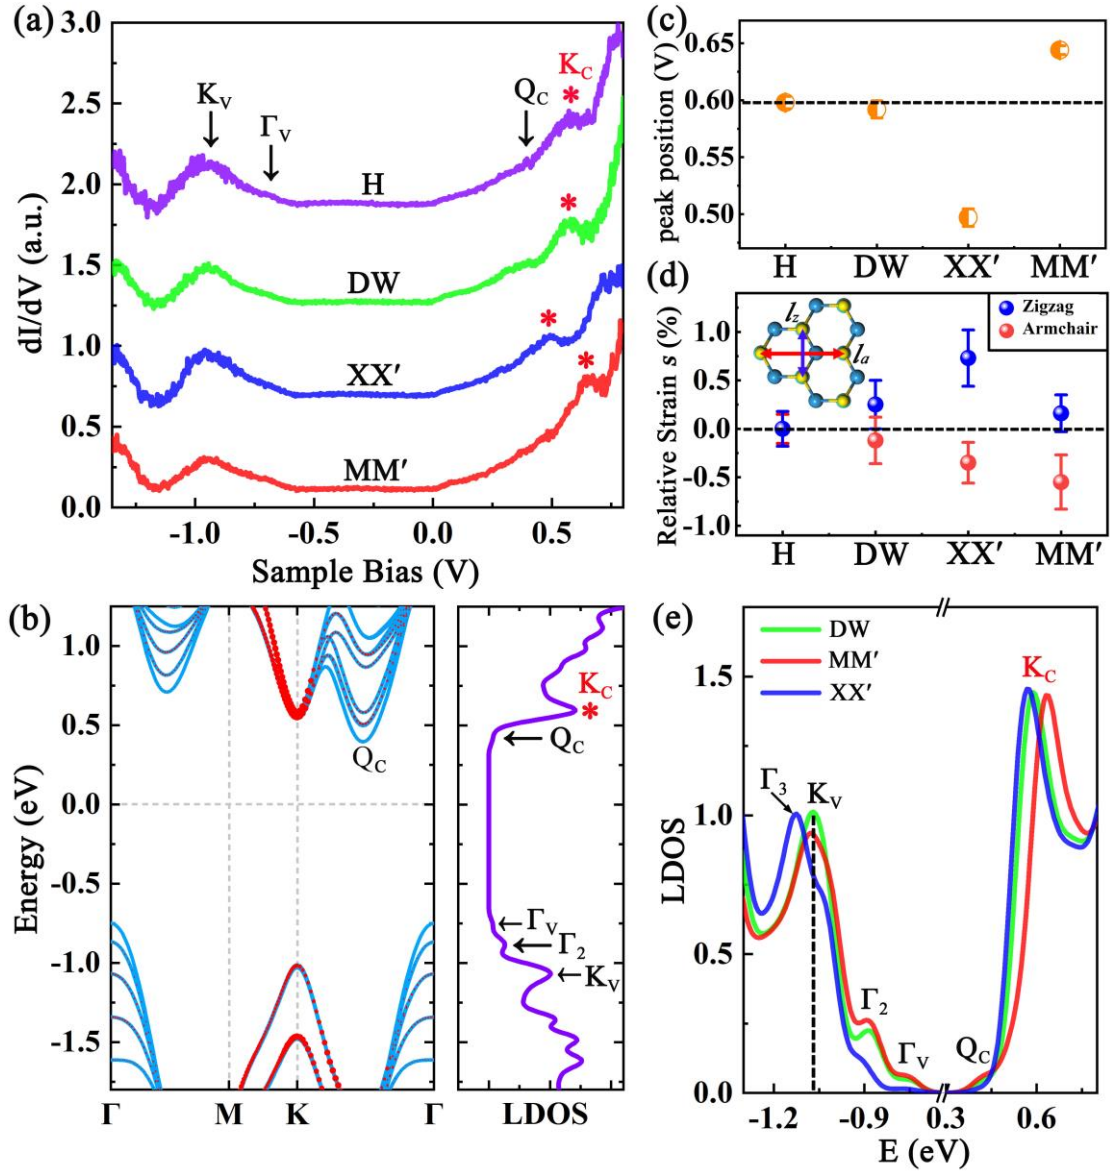 (a)
3.0
2.5
2.0
1.5
1.0
0.5
0.0
dI/dV (a.u.)
K_V
Γ_V
Q_C
K_C
*
H
*
DW
*
XX′
*
MM′
-1.0 -0.5 0.0 0.5
Sample Bias (V)
(c)
0.65
0.60
0.55
0.50
peak position (V)
H DW XX′ MM′
(d)
1.0
0.5
0.0
-0.5
-1.0
Relative Strain s (%)
l_z
l_a
Zigzag
Armchair
H DW XX′ MM′
(b)
1.0
0.5
0.0
-0.5
-1.0
-1.5
Energy (eV)
Q_C
Γ M K Γ
K_C
*
←Q_C
←Γ_V
←Γ_2
←K_V
LDOS
(e)
DW
MM′
XX′
1.5
1.0
0.5
0.0
LDOS
//
K_C
Γ_3
K_V
Γ_2
Γ_V
Q_C
//
-1.2 -0.9 0.3 0.6
E (eV)